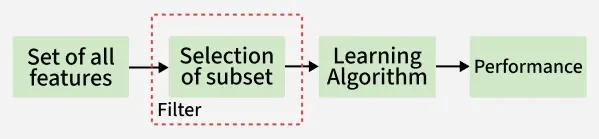 Set of all
features
Selection
of subset
Filter
Learning
Algorithm
Performance